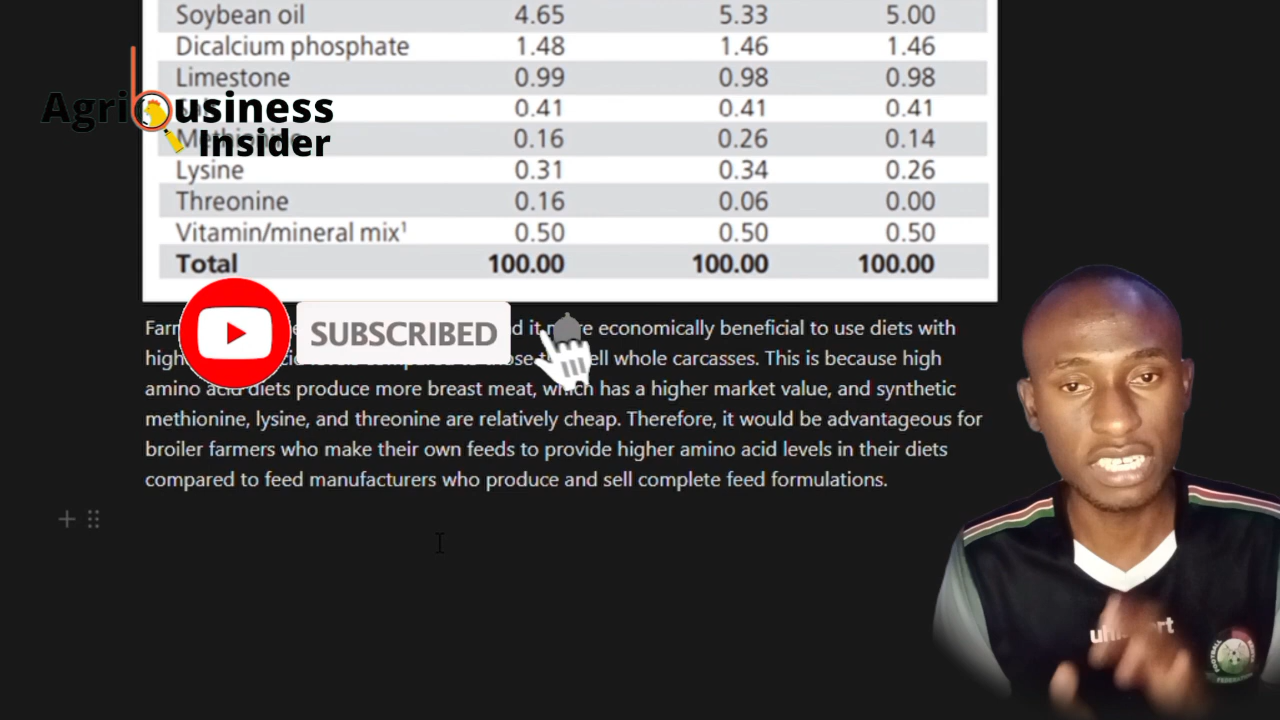 Soybean oil 4.65 5.33 5.00
Dicalcium phosphate 1.48 1.46 1.46
Limestone 0.99 0.98 0.98
Agribusiness
0.41 0.41 0.41
Insider
Methionine 0.16 0.26 0.14
Lysine 0.31 0.34 0.26
Threonine 0.16 0.06 0.00
Vitamin/mineral mix¹ 0.50 0.50 0.50
Total 100.00 100.00 100.00
SUBSCRIBED
it economically beneficial to use diets with
whole carcasses. This is because high
amino acid diets produce more breast meat, which has a higher market value, and synthetic
methionine, lysine, and threonine are relatively cheap. Therefore, it would be advantageous for
broiler farmers who make their own feeds to provide higher amino acid levels in their diets
compared to feed manufacturers who produce and sell complete feed formulations.